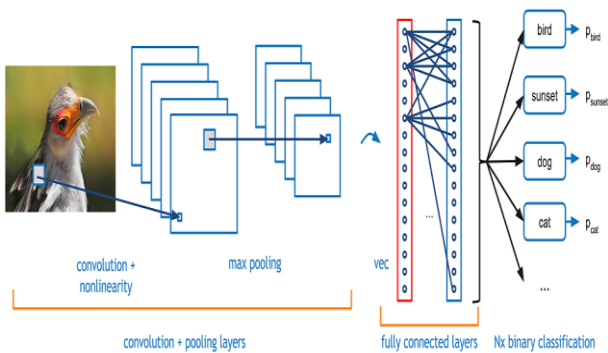 bird
p_bird
sunset
p_sunset
dog
p_dog
cat
p_cat
...
...
convolution +
nonlinearity
max pooling
vec
convolution + pooling layers
fully connected layers
Nx binary classification